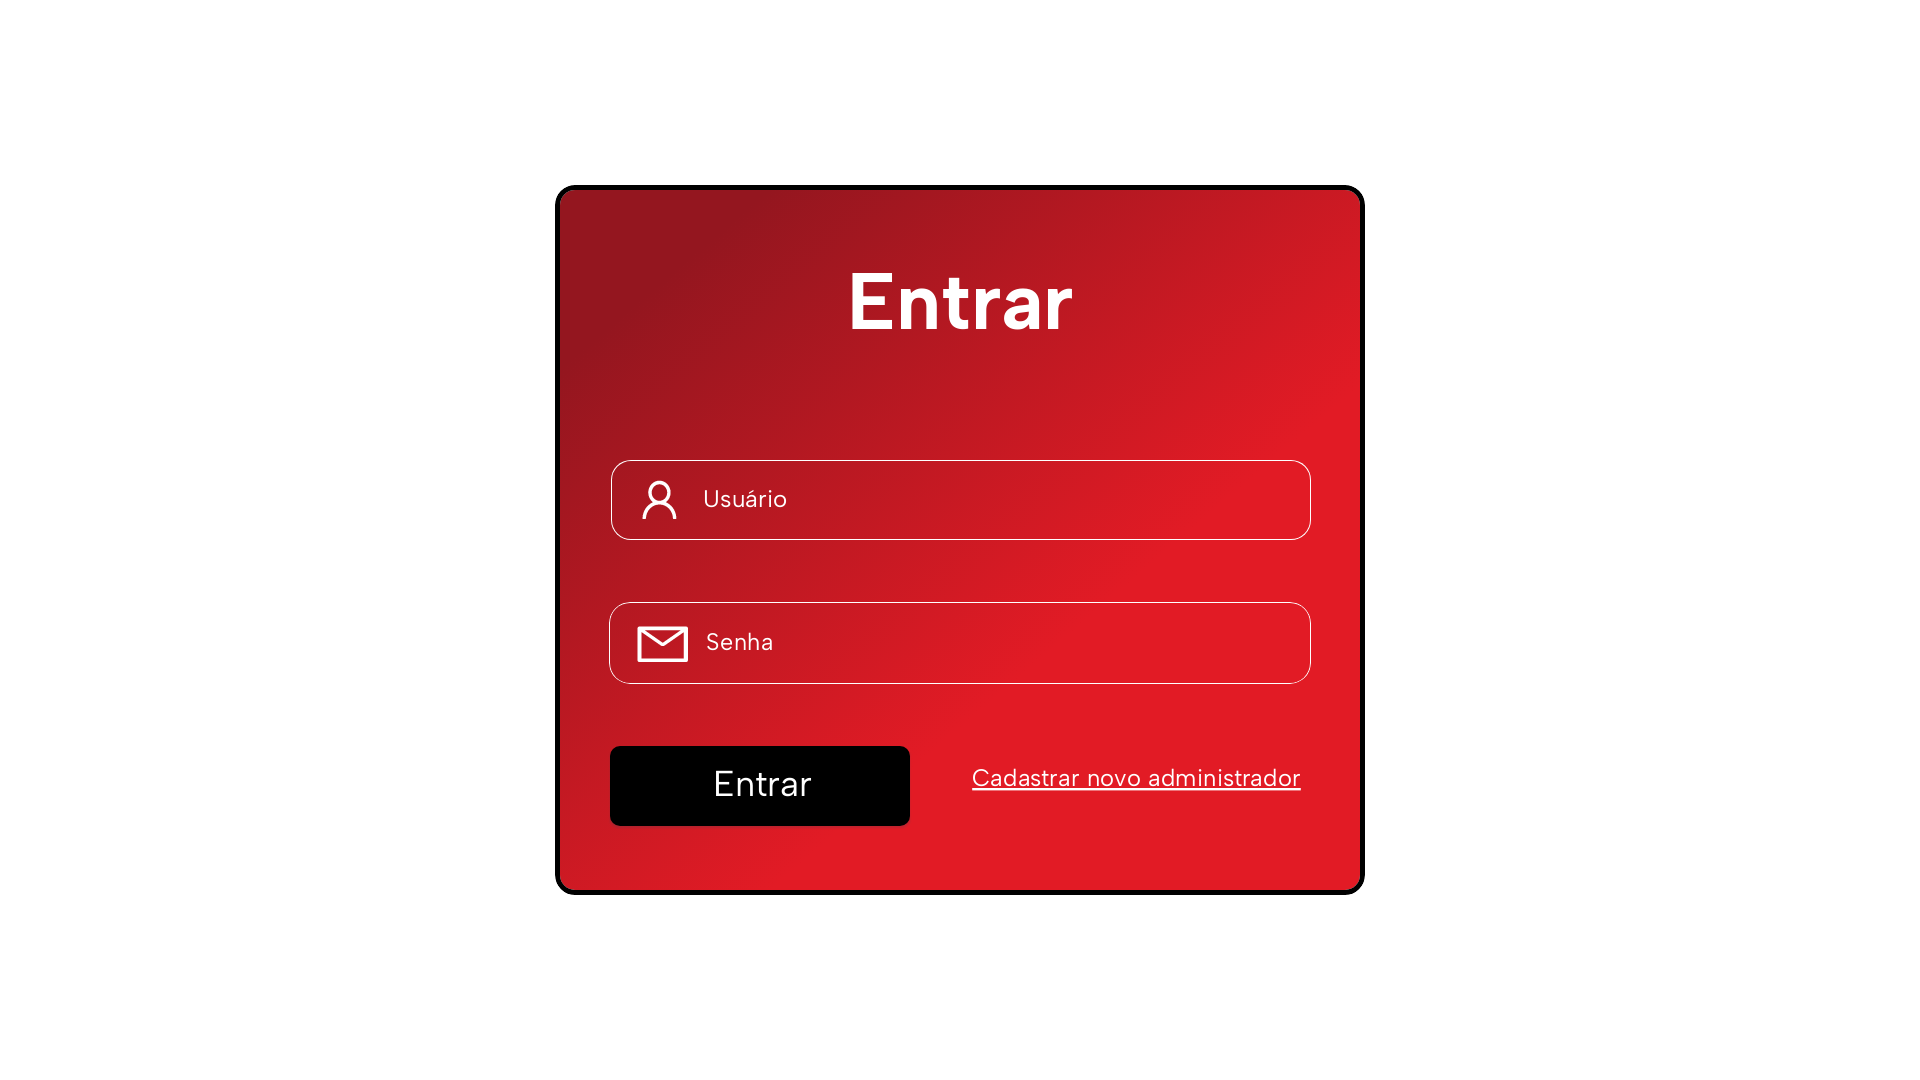 Entrar
Usuário
Senha
Entrar
Cadastrar novo administrador